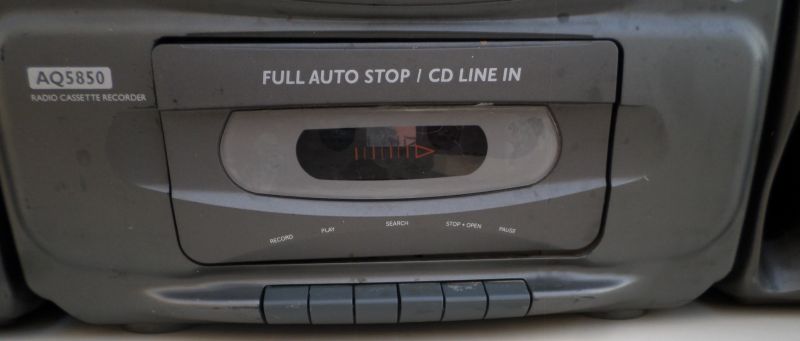 AQ5850
RADIO CASSETTE RECORDER
FULL AUTO STOP / CD LINE IN
RECORD PLAY SEARCH STOP • OPEN PAUSE